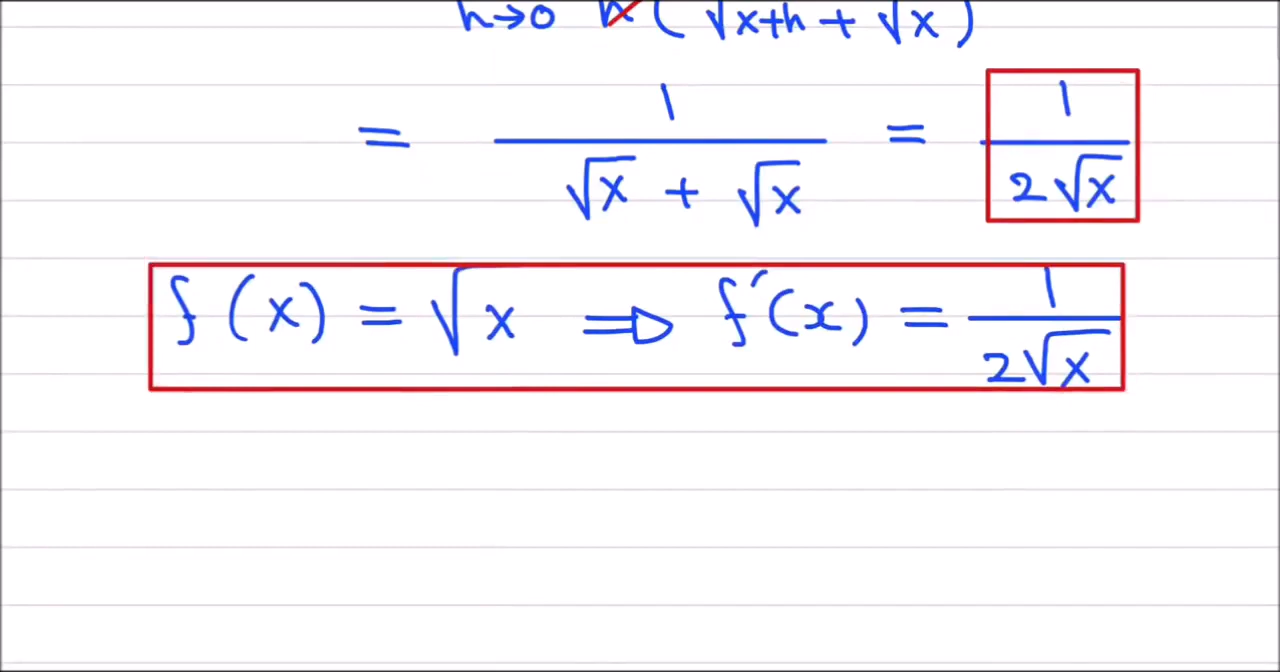 h→0 h(√x+h + √x)
= 1/(√x + √x) = 1/(2√x)
f(x) = √x ⇒ f'(x) = 1/(2√x)